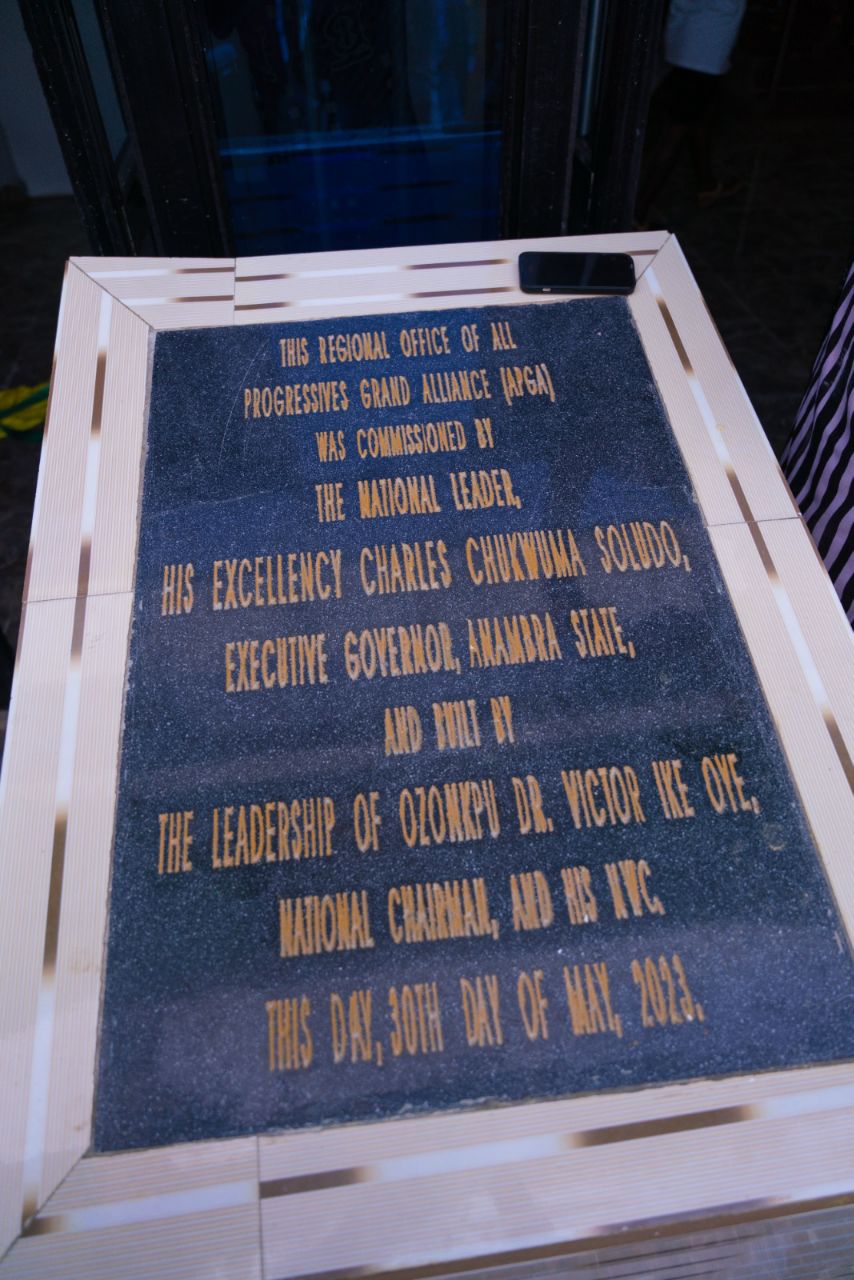 THIS REGIONAL OFFICE OF ALL
PROGRESSIVES GRAND ALLIANCE (APGA)
WAS COMMISSIONED BY
THE NATIONAL LEADER,
HIS EXCELLENCY CHARLES CHUKWUMA SOLUDO,
EXECUTIVE GOVERNOR, ANAMBRA STATE,
AND BUILT BY
THE LEADERSHIP OF OZONKPU DR. VICTOR IKE OYE,
NATIONAL CHAIRMAN, AND HIS NWC,
THIS DAY, 30TH DAY OF MAY, 2023.